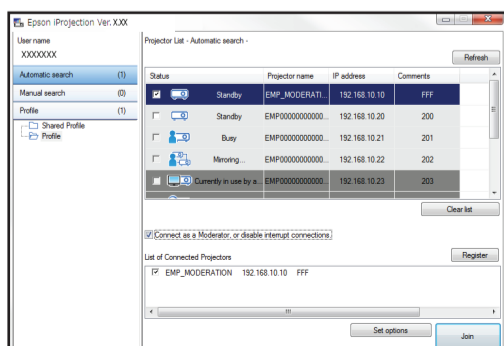 Epson iProjection Ver. X.XX
User name
XXXXXXX
Automatic search (1)
Manual search (0)
Profile (1)
Shared Profile
Profile
Projector List - Automatic search -
Refresh
Status Projector name IP address Comments
Standby EMP_MODERATI... 192.168.10.10 FFF
Standby EMP00000000000... 192.168.10.20 200
Busy EMP00000000000... 192.168.10.21 201
Mirroring... EMP00000000000... 192.168.10.22 202
Currently in use by a... EMP00000000000... 192.168.10.23 203
Clear list
Connect as a Moderator, or disable interrupt connections.
List of Connected Projectors
Register
EMP_MODERATION 192.168.10.10 FFF
Set options
Join